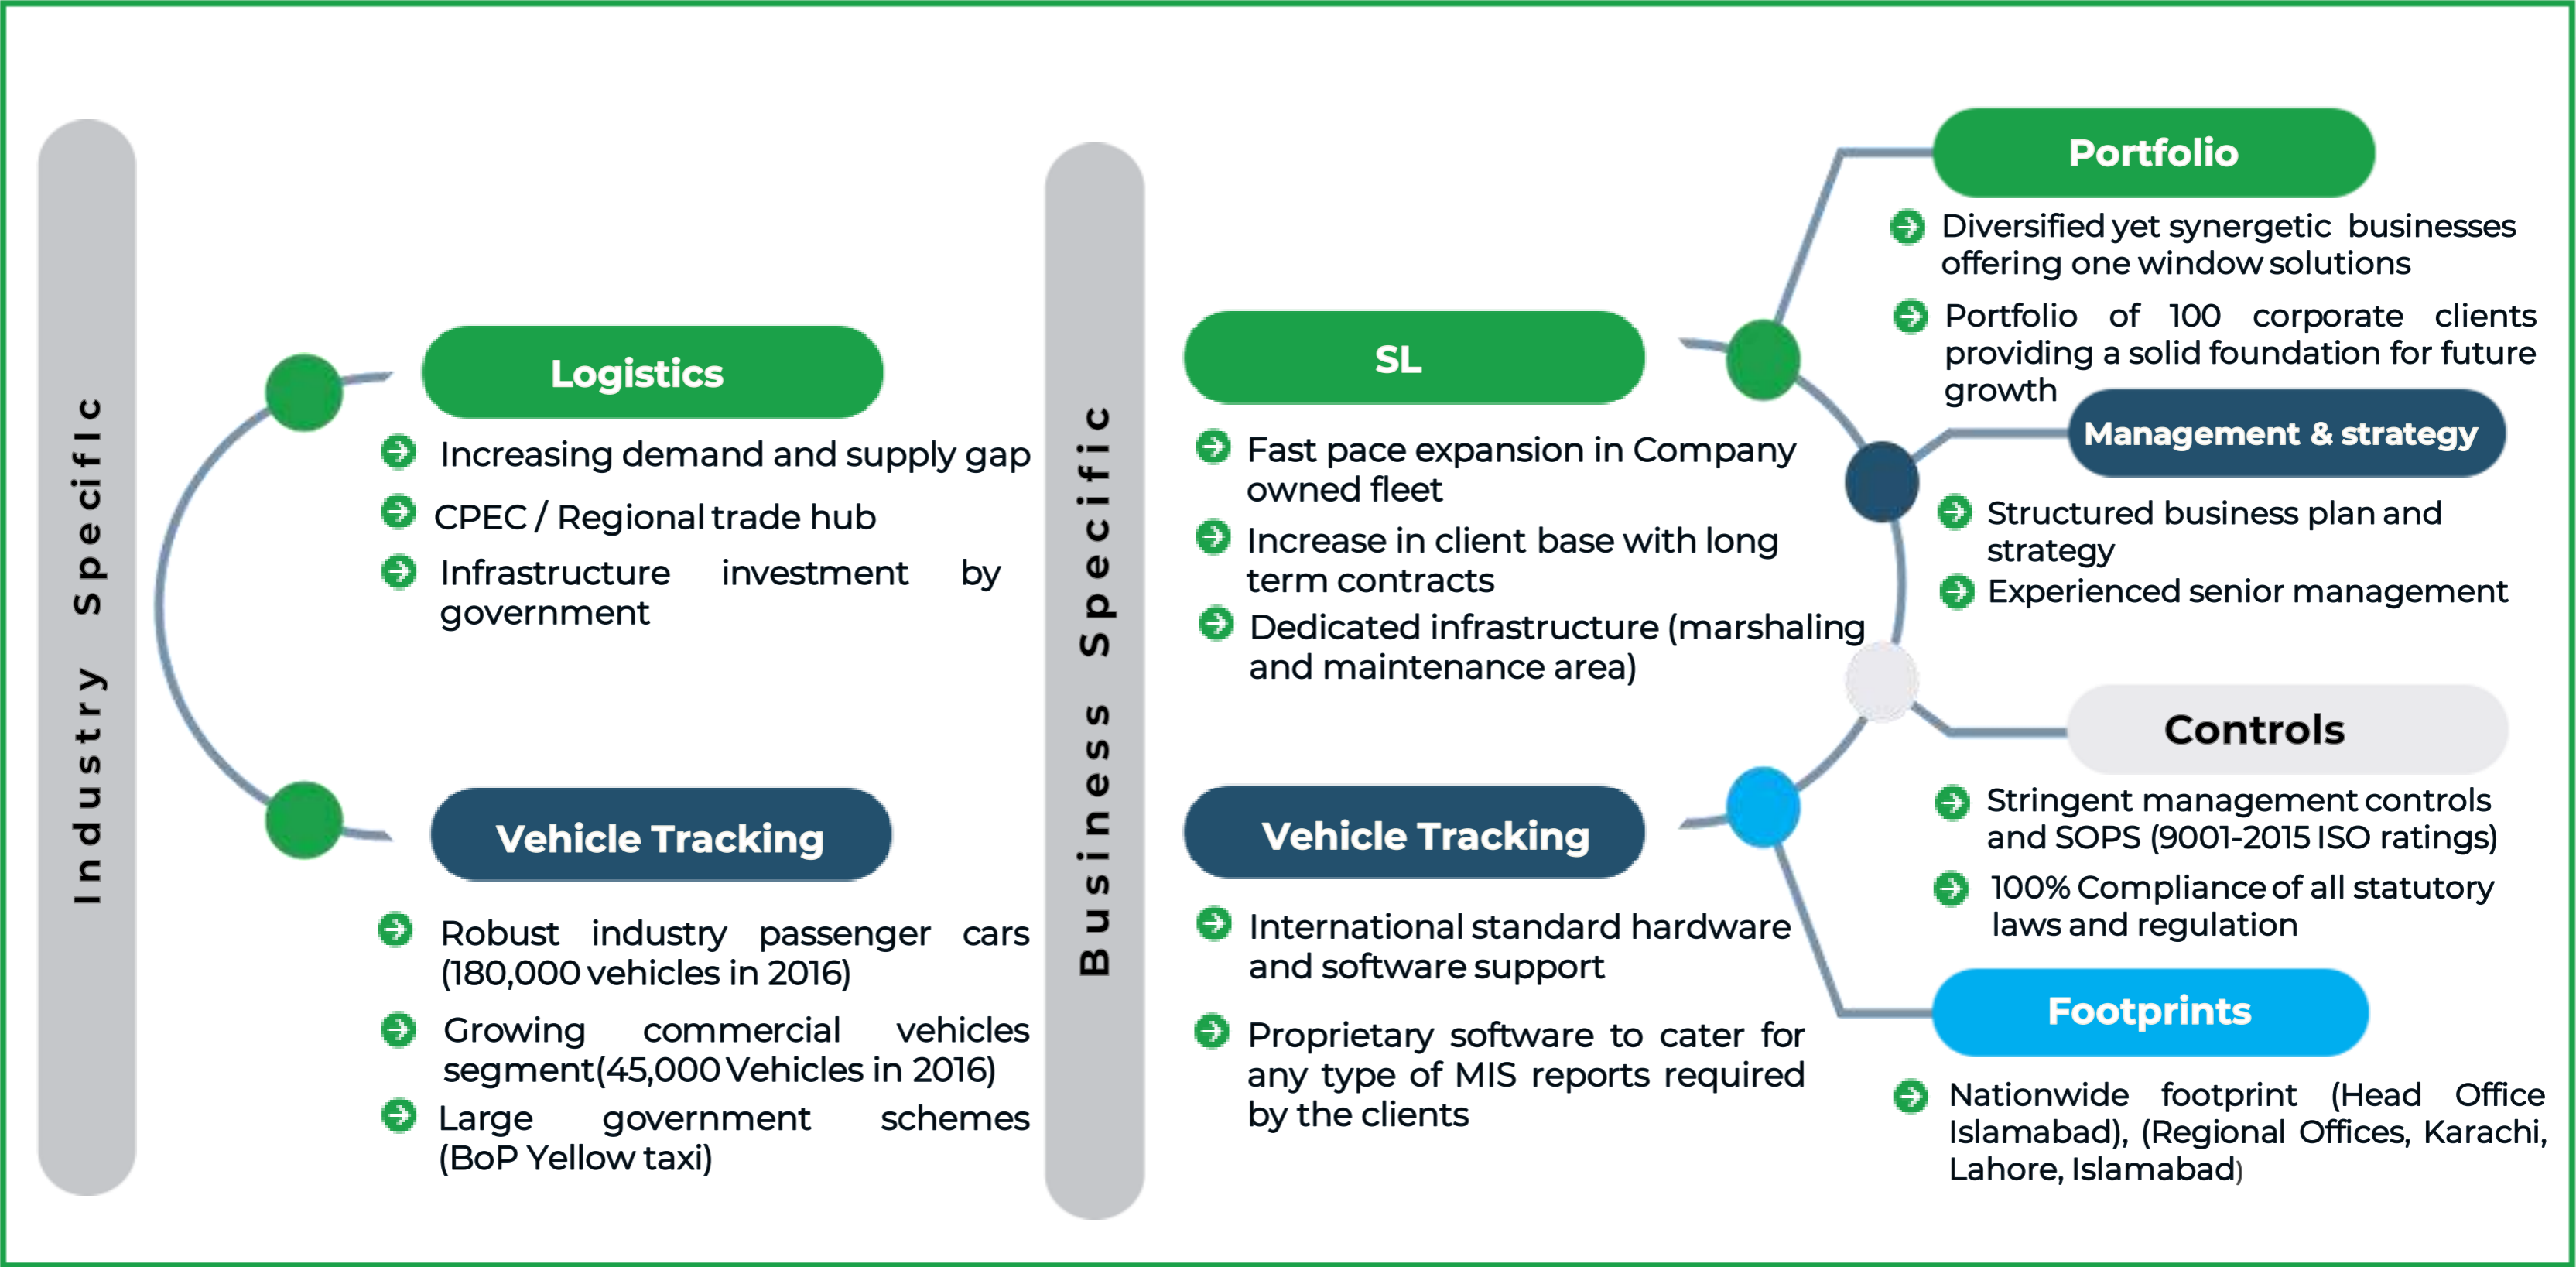 Industry Specific
Logistics
Increasing demand and supply gap
CPEC / Regional trade hub
Infrastructure investment by
government
Vehicle Tracking
Robust industry passenger cars
(180,000 vehicles in 2016)
Growing commercial vehicles
segment(45,000 Vehicles in 2016)
Large government schemes
(BoP Yellow taxi)
Business Specific
SL
Fast pace expansion in Company
owned fleet
Increase in client base with long
term contracts
Dedicated infrastructure (marshaling
and maintenance area)
Vehicle Tracking
International standard hardware
and software support
Proprietary software to cater for
any type of MIS reports required
by the clients
Portfolio
Diversified yet synergetic businesses
offering one window solutions
Portfolio of 100 corporate clients
providing a solid foundation for future
growth
Management & strategy
Structured business plan and
strategy
Experienced senior management
Controls
Stringent management controls
and SOPS (9001-2015 ISO ratings)
100% Compliance of all statutory
laws and regulation
Footprints
Nationwide footprint (Head Office
Islamabad), (Regional Offices, Karachi,
Lahore, Islamabad)